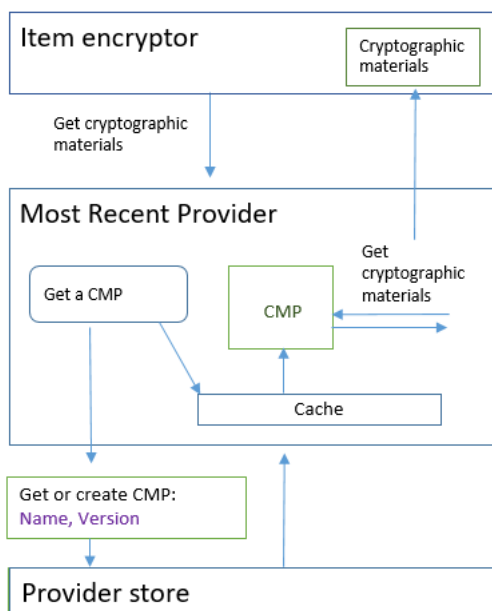 Item encryptor
Cryptographic
materials
Get cryptographic
materials
Most Recent Provider
Get
cryptographic
materials
Get a CMP
CMP
Cache
Get or create CMP:
Name, Version
Provider store